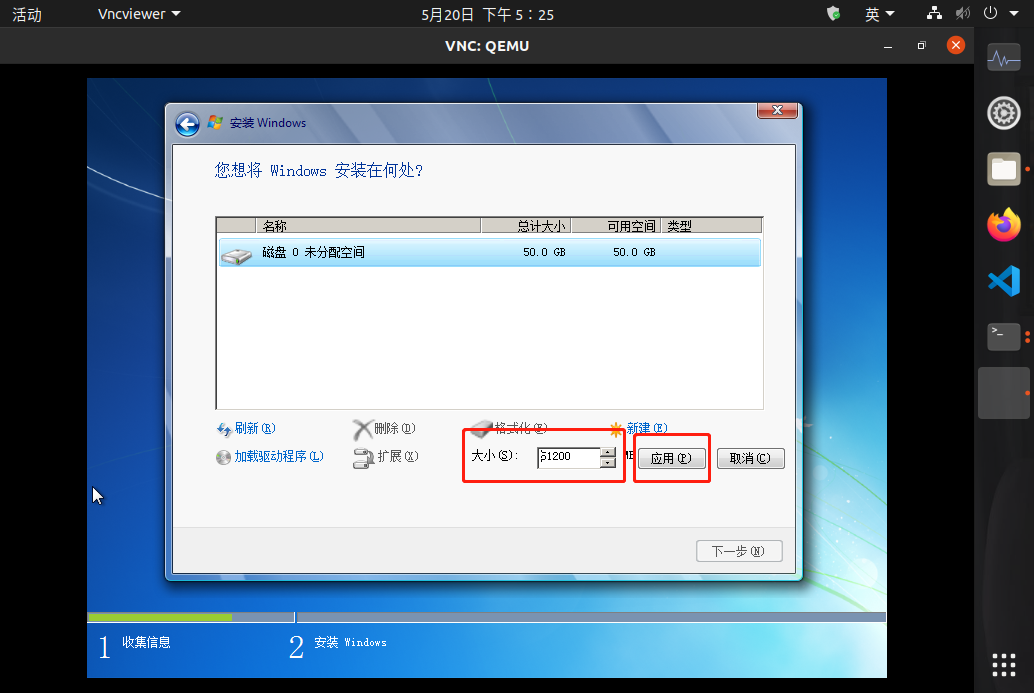 活动 Vncviewer 5月20日 下午 5：25 英
VNC: QEMU
安装 Windows
您想将 Windows 安装在何处?
名称 总计大小 可用空间 类型
磁盘 0 未分配空间 50.0 GB 50.0 GB
刷新(R) 删除(D) 格式化(F) 新建(E)
加载驱动程序(L) 扩展(X) 大小(S): 51200 MB 应用(P) 取消(C)
下一步(N)
1 收集信息 2 安装 Windows